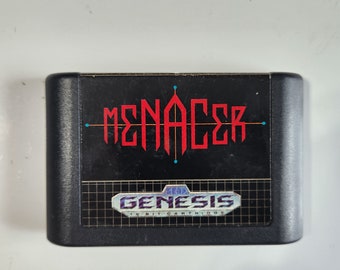 MENACER
SEGA
GENESIS
16-BIT CARTRIDGE